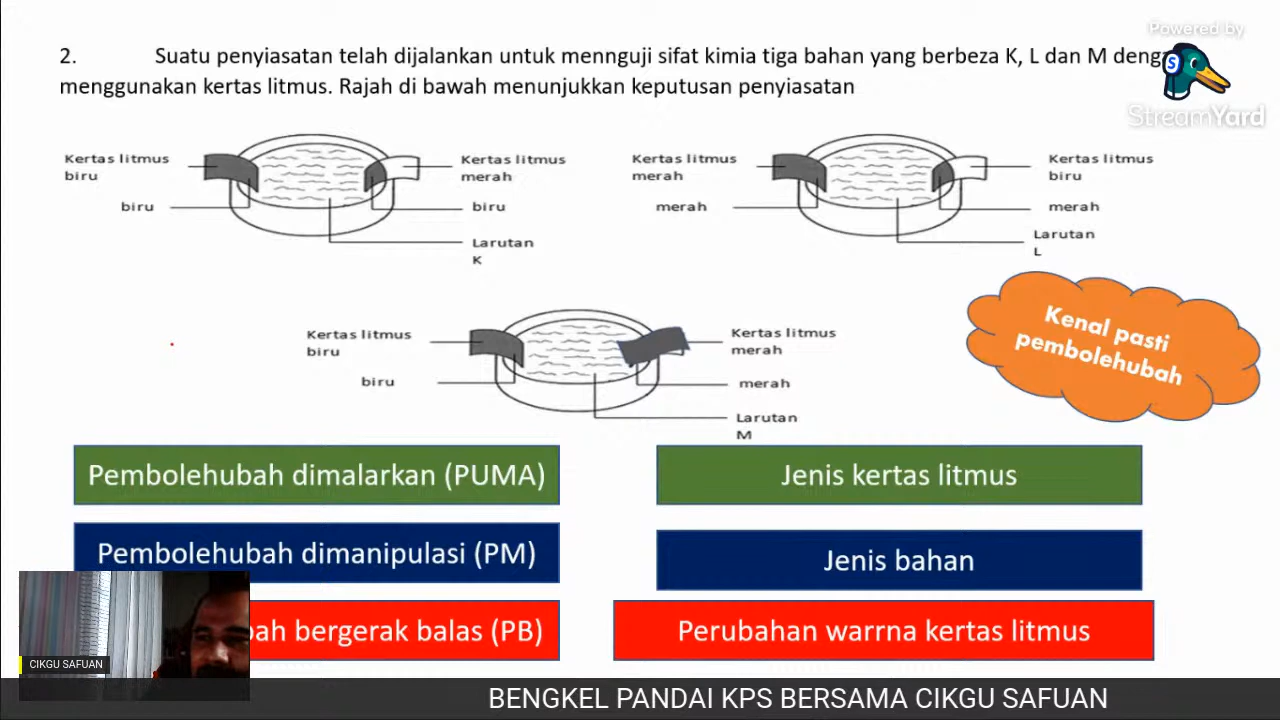 Powered by
StreamYard
2. Suatu penyiasatan telah dijalankan untuk mennguji sifat kimia tiga bahan yang berbeza K, L dan M denga
menggunakan kertas litmus. Rajah di bawah menunjukkan keputusan penyiasatan
Kertas litmus
biru
biru
Kertas litmus
merah
biru
Larutan
K
Kertas litmus
merah
merah
Kertas litmus
biru
merah
Larutan
L
Kertas litmus
biru
biru
Kertas litmus
merah
merah
Larutan
M
Kenal pasti
pembolehubah
Pembolehubah dimalarkan (PUMA)
Jenis kertas litmus
Pembolehubah dimanipulasi (PM)
Jenis bahan
bah bergerak balas (PB)
Perubahan warrna kertas litmus
CIKGU SAFUAN
BENGKEL PANDAI KPS BERSAMA CIKGU SAFUAN